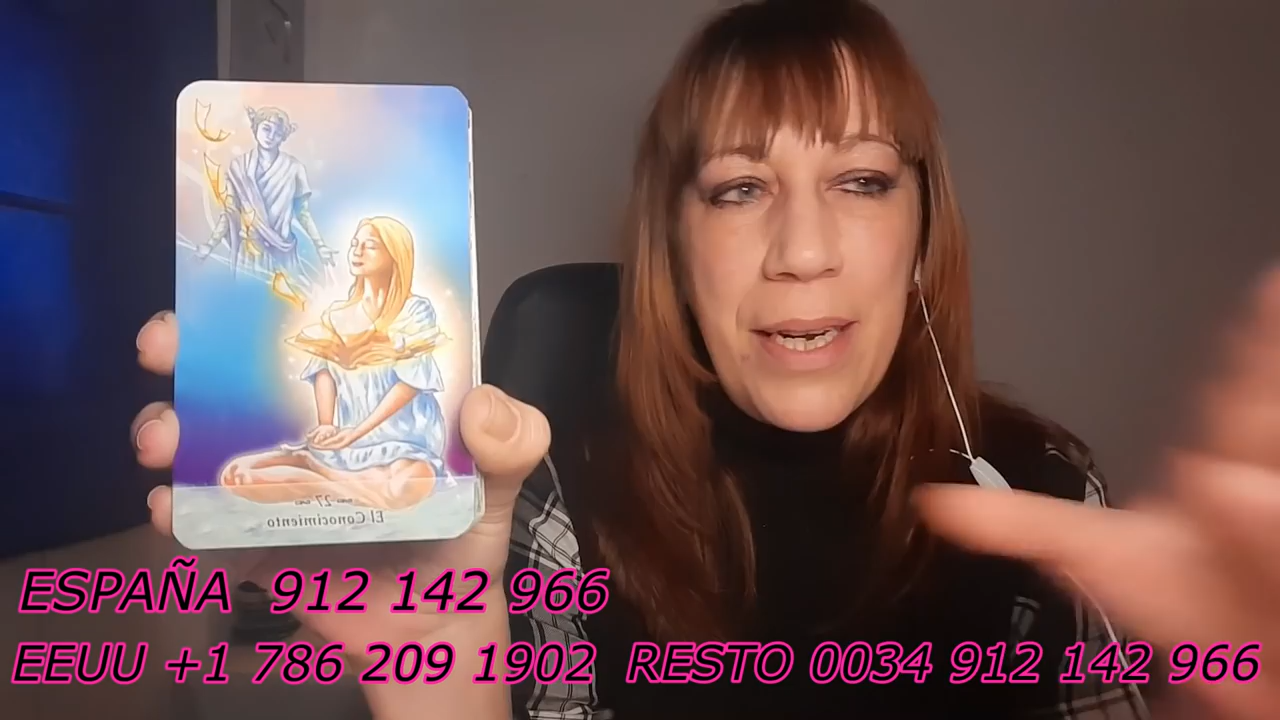 27
El Conocimiento
ESPAÑA 912 142 966
EEUU +1 786 209 1902 RESTO 0034 912 142 966